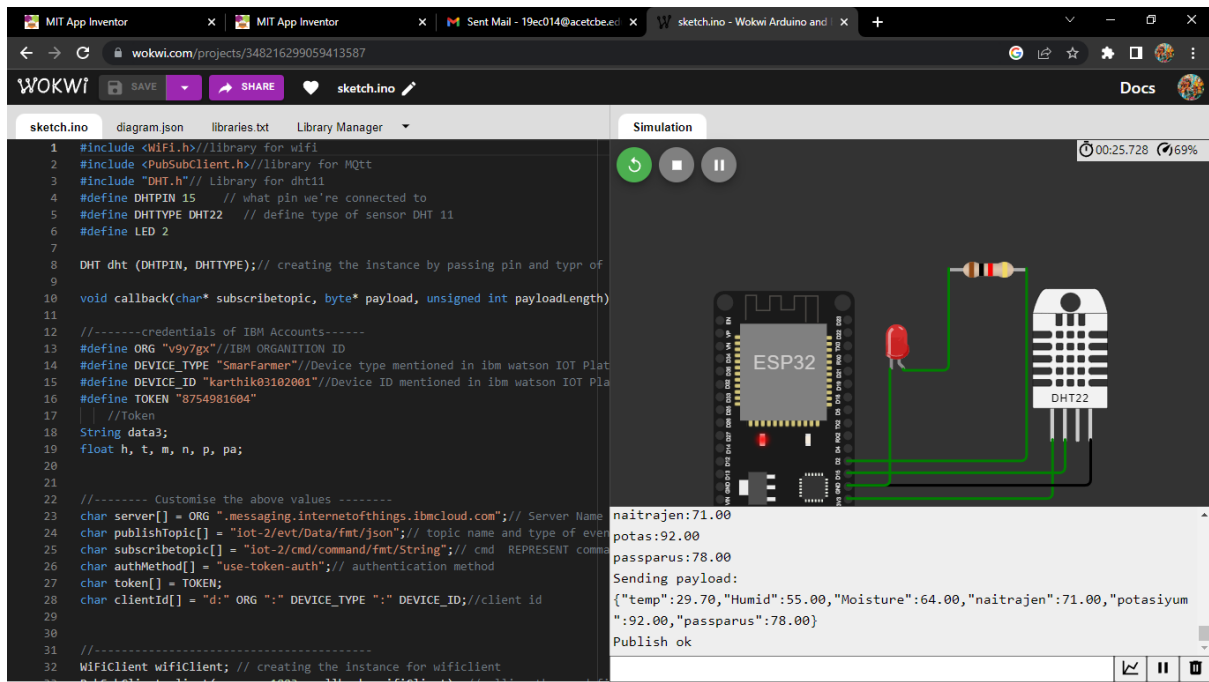 MIT App Inventor
MIT App Inventor
Sent Mail - 19ec014@acetcbe.ed
sketch.ino - Wokwi Arduino and
wokwi.com/projects/348216299059413587
WOKWi
SAVE
SHARE
sketch.ino
Docs
sketch.ino
diagram.json
libraries.txt
Library Manager
1 #include <WiFi.h>//library for wifi
2 #include <PubSubClient.h>//library for MQtt
3 #include "DHT.h"// Library for dht11
4 #define DHTPIN 15 // what pin we're connected to
5 #define DHTTYPE DHT22 // define type of sensor DHT 11
6 #define LED 2
7
8 DHT dht (DHTPIN, DHTTYPE);// creating the instance by passing pin and typr of
9
10 void callback(char* subscribetopic, byte* payload, unsigned int payloadLength)
11
12 //-------credentials of IBM Accounts------
13 #define ORG "v9y7gx"//IBM ORGANITION ID
14 #define DEVICE_TYPE "SmarFarmer"//Device type mentioned in ibm watson IOT Plat
15 #define DEVICE_ID "karthik03102001"//Device ID mentioned in ibm watson IOT Pla
16 #define TOKEN "8754981604"
17 //Token
18 String data3;
19 float h, t, m, n, p, pa;
20
21
22 //-------- Customise the above values --------
23 char server[] = ORG ".messaging.internetofthings.ibmcloud.com";// Server Name
24 char publishTopic[] = "iot-2/evt/Data/fmt/json";// topic name and type of even
25 char subscribetopic[] = "iot-2/cmd/command/fmt/String";// cmd REPRESENT comma
26 char authMethod[] = "use-token-auth";// authentication method
27 char token[] = TOKEN;
28 char clientId[] = "d:" ORG ":" DEVICE_TYPE ":" DEVICE_ID;//client id
29
30
31 //-----------------------------------------
32 WiFiClient wifiClient; // creating the instance for wificlient
Simulation
00:25.728 69%
ESP32
DHT22
naitrajen:71.00
potas:92.00
passparus:78.00
Sending payload:
{"temp":29.70,"Humid":55.00,"Moisture":64.00,"naitrajen":71.00,"potasiyum
":92.00,"passparus":78.00}
Publish ok